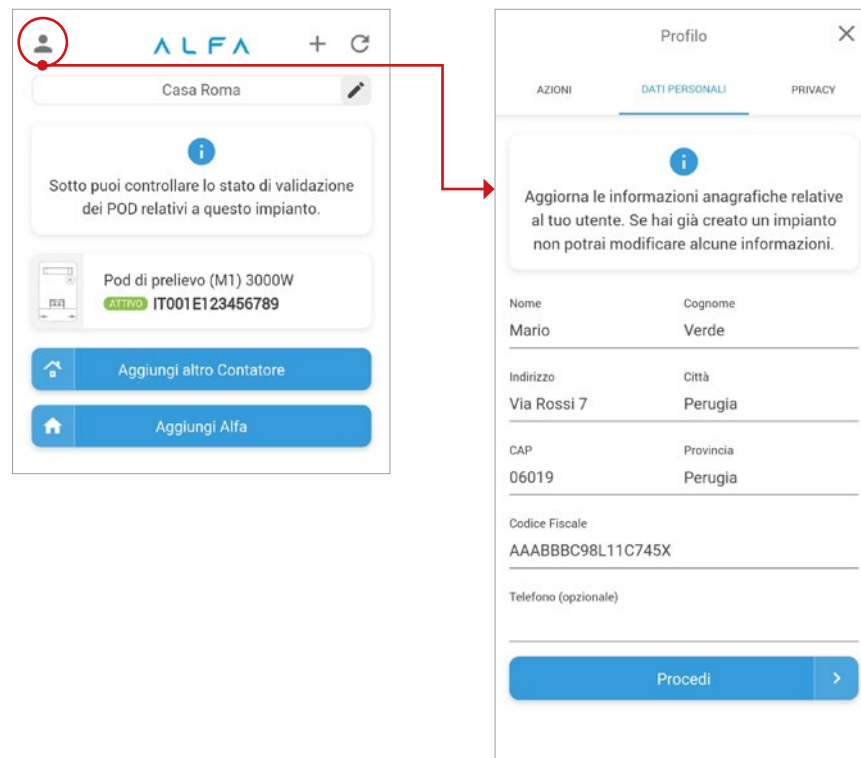 ALFA
Casa Roma
Sotto puoi controllare lo stato di validazione
dei POD relativi a questo impianto.
Pod di prelievo (M1) 3000W
ATTIVO IT001E123456789
Aggiungi altro Contatore
Aggiungi Alfa
Profilo
AZIONI DATI PERSONALI PRIVACY
Aggiorna le informazioni anagrafiche relative
al tuo utente. Se hai già creato un impianto
non potrai modificare alcune informazioni.
Nome Cognome
Mario Verde
Indirizzo Città
Via Rossi 7 Perugia
CAP Provincia
06019 Perugia
Codice Fiscale
AAABBBC98L11C745X
Telefono (opzionale)
Procedi